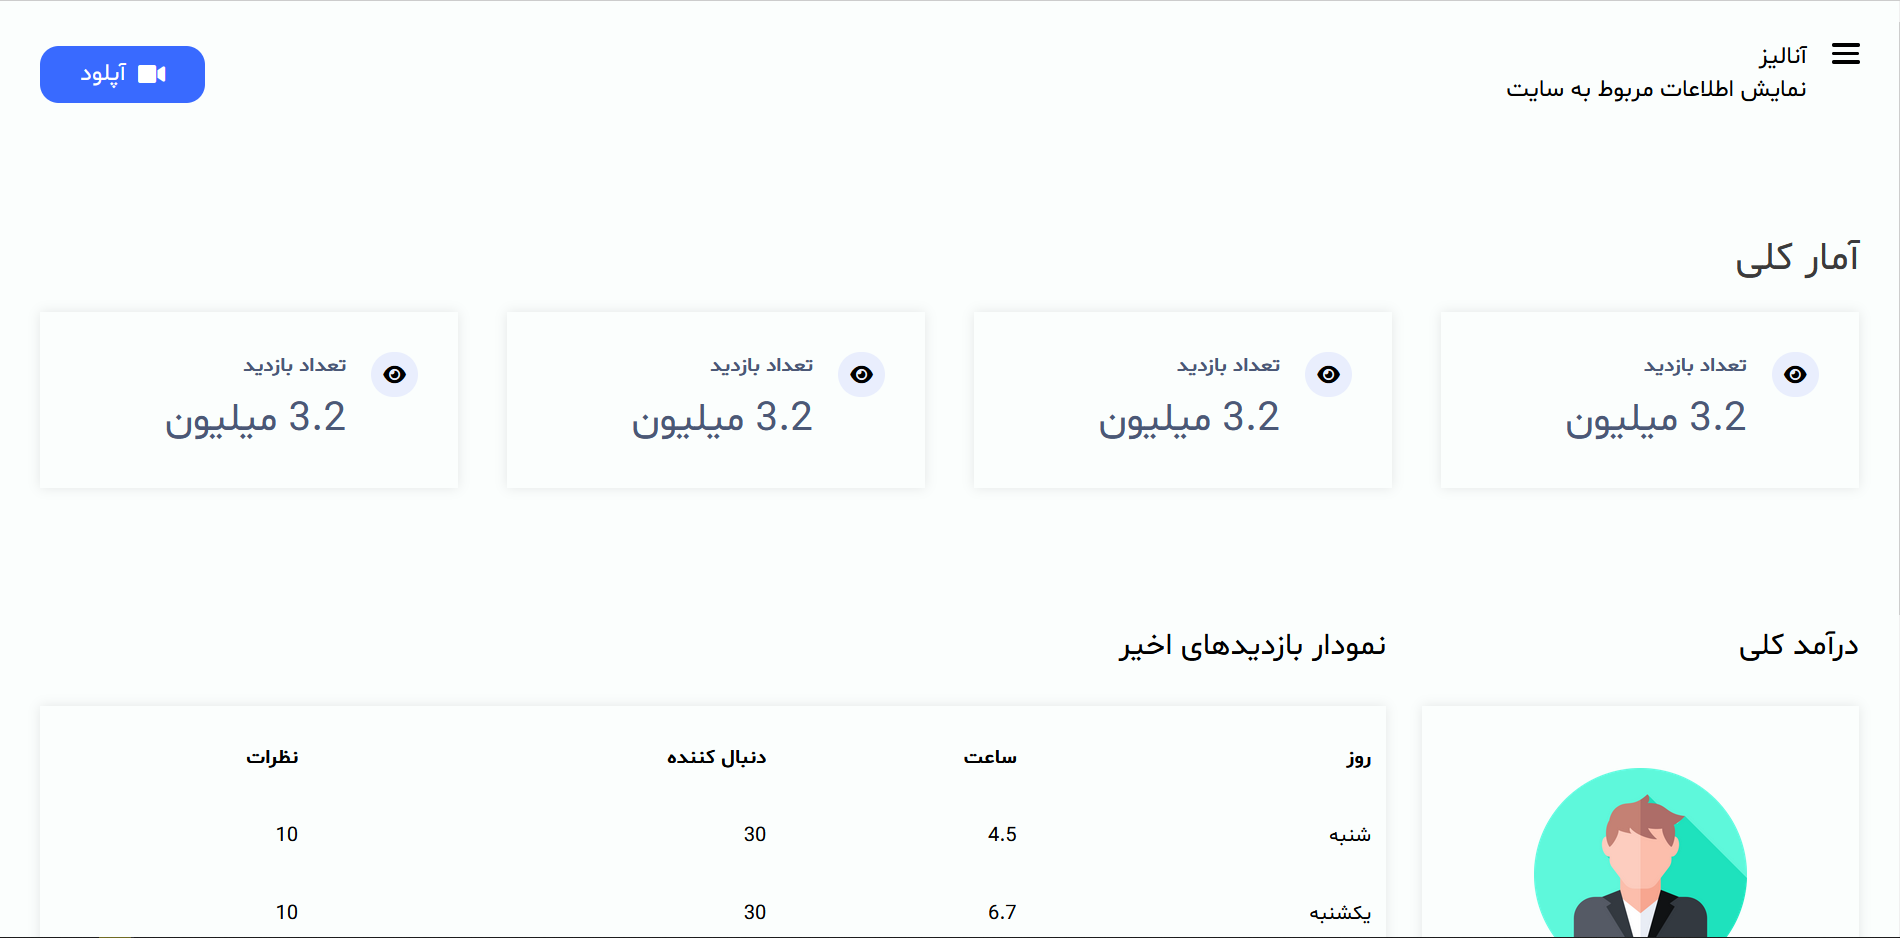 آنالیز
نمایش اطلاعات مربوط به سایت
آپلود
آمار کلی
تعداد بازدید
3.2 میلیون
تعداد بازدید
3.2 میلیون
تعداد بازدید
3.2 میلیون
تعداد بازدید
3.2 میلیون
درآمد کلی
نمودار بازدیدهای اخیر
روز ساعت دنبال کننده نظرات
شنبه 4.5 30 10
یکشنبه 6.7 30 10